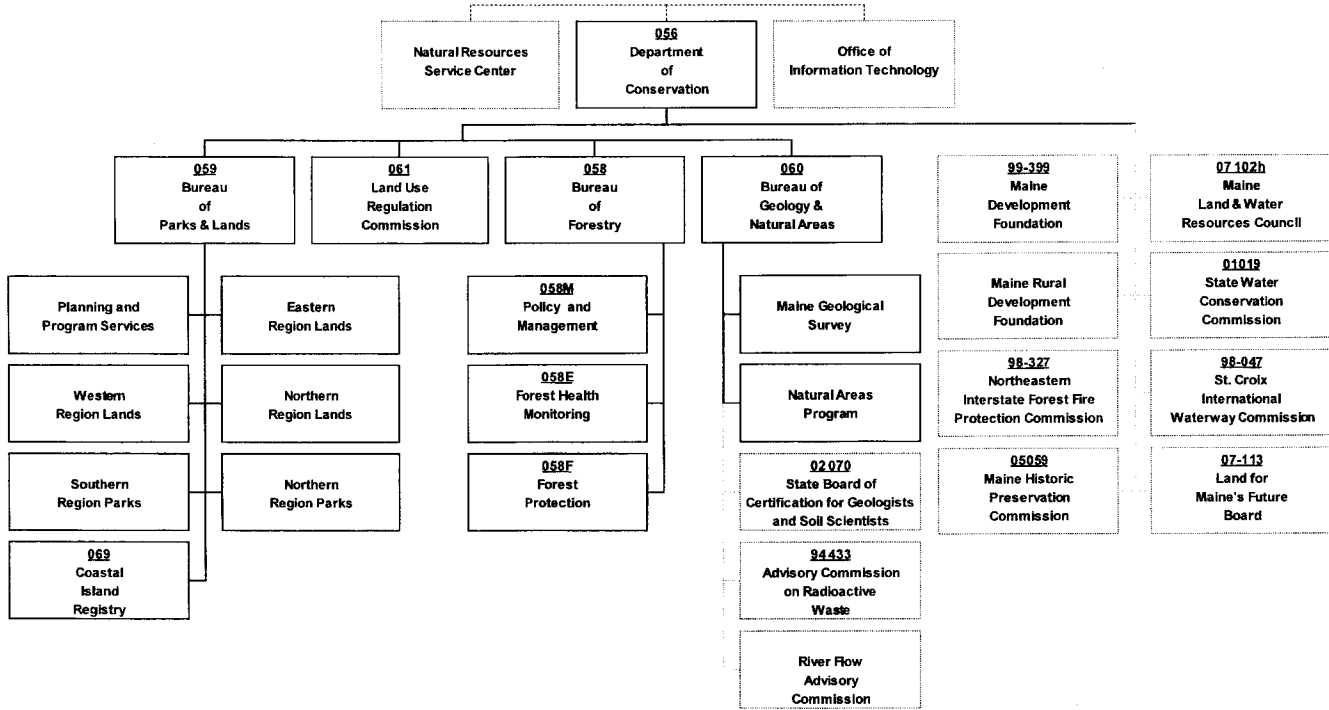 Natural Resources
Service Center
056
Department
of
Conservation
Office of
Information Technology
059
Bureau
of
Parks & Lands
061
Land Use
Regulation
Commission
058
Bureau
of
Forestry
060
Bureau of
Geology &
Natural Areas
99-399
Maine
Development
Foundation
07 102h
Maine
Land & Water
Resources Council
Planning and
Program Services
Eastern
Region Lands
058M
Policy and
Management
Maine Geological
Survey
Maine Rural
Development
Foundation
01019
State Water
Conservation
Commission
Western
Region Lands
Northern
Region Lands
058E
Forest Health
Monitoring
Natural Areas
Program
98-327
Northeastern
Interstate Forest Fire
Protection Commission
98-047
St. Croix
International
Waterway Commission
Southern
Region Parks
Northern
Region Parks
058F
Forest
Protection
02 070
State Board of
Certification for Geologists
and Soil Scientists
05059
Maine Historic
Preservation
Commission
07-113
Land for
Maine's Future
Board
069
Coastal
Island
Registry
94 433
Advisory Commission
on Radioactive
Waste
River Flow
Advisory
Commission